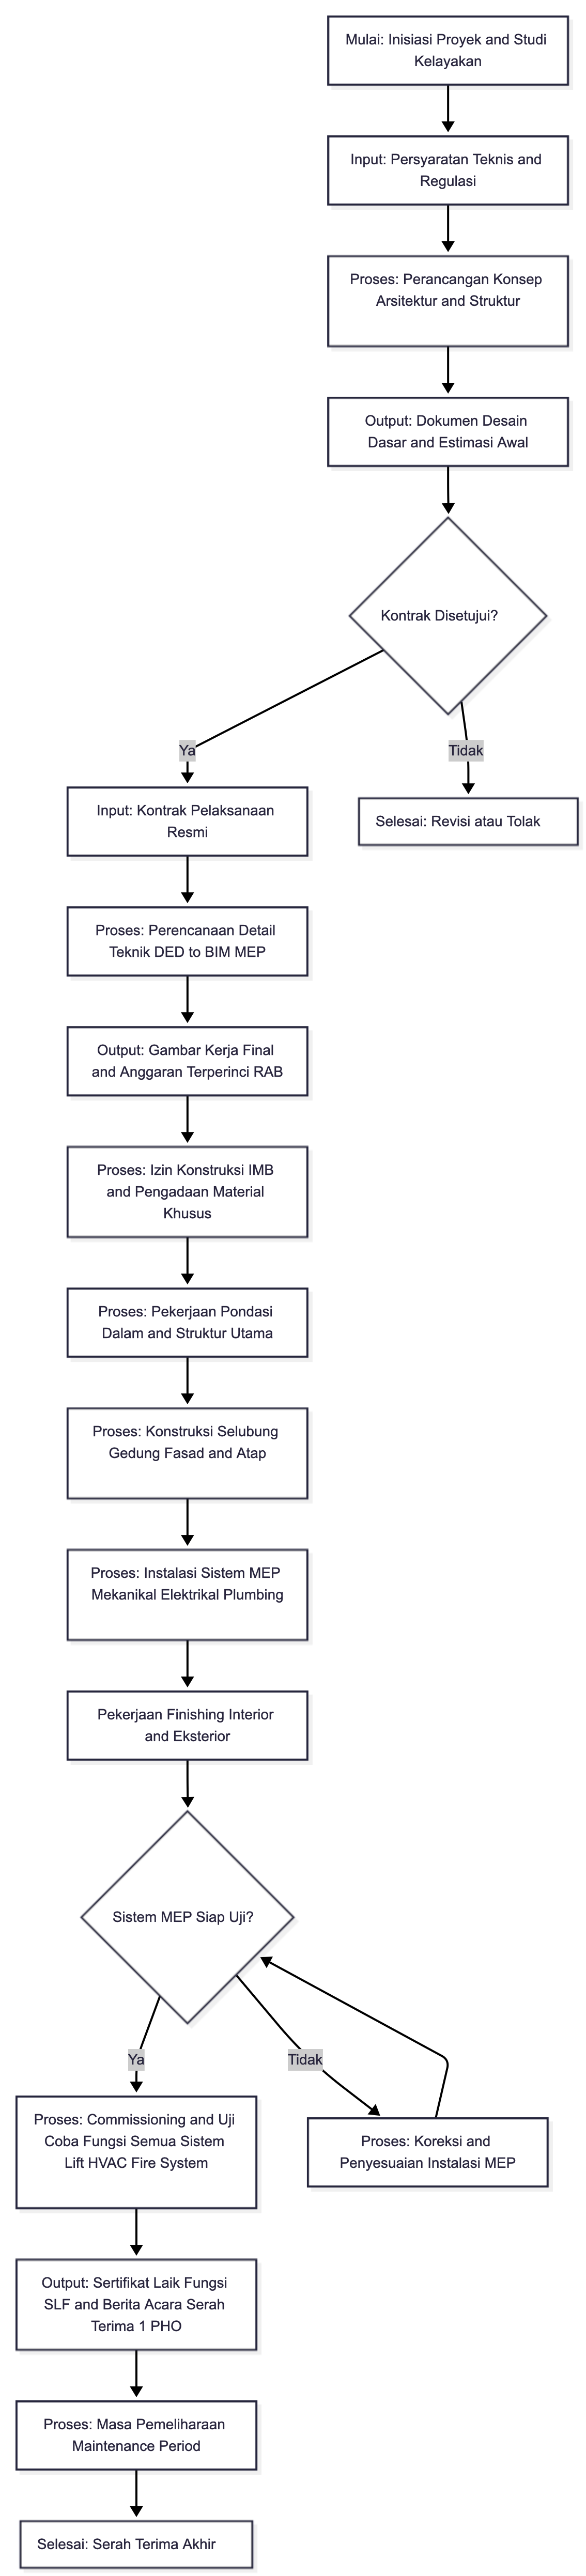 Mulai: Inisiasi Proyek and Studi
Kelayakan
Input: Persyaratan Teknis and
Regulasi
Proses: Perancangan Konsep
Arsitektur and Struktur
Output: Dokumen Desain
Dasar and Estimasi Awal
Kontrak Disetujui?
Ya
Tidak
Input: Kontrak Pelaksanaan
Resmi
Selesai: Revisi atau Tolak
Proses: Perencanaan Detail
Teknik DED to BIM MEP
Output: Gambar Kerja Final
and Anggaran Terperinci RAB
Proses: Izin Konstruksi IMB
and Pengadaan Material
Khusus
Proses: Pekerjaan Pondasi
Dalam and Struktur Utama
Proses: Konstruksi Selubung
Gedung Fasad and Atap
Proses: Instalasi Sistem MEP
Mekanikal Elektrikal Plumbing
Pekerjaan Finishing Interior
and Eksterior
Sistem MEP Siap Uji?
Ya
Tidak
Proses: Commissioning and Uji
Coba Fungsi Semua Sistem
Lift HVAC Fire System
Proses: Koreksi and
Penyesuaian Instalasi MEP
Output: Sertifikat Laik Fungsi
SLF and Berita Acara Serah
Terima 1 PHO
Proses: Masa Pemeliharaan
Maintenance Period
Selesai: Serah Terima Akhir